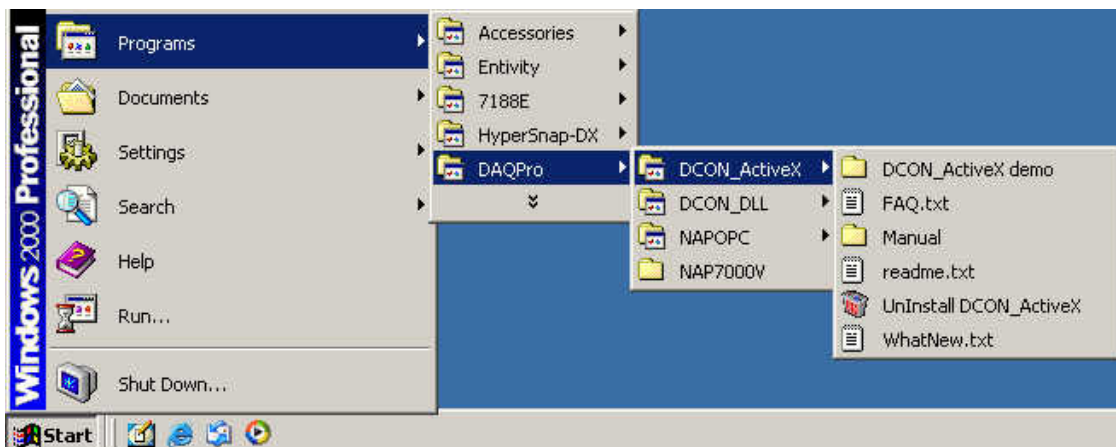 Windows 2000 Professional
Programs
Documents
Settings
Search
Help
Run...
Shut Down...
Accessories
Entivity
7188E
HyperSnap-DX
DAQPro
DCON_ActiveX
DCON_DLL
NAPOPC
NAP7000V
DCON_ActiveX demo
FAQ.txt
Manual
readme.txt
UnInstall DCON_ActiveX
WhatNew.txt
Start